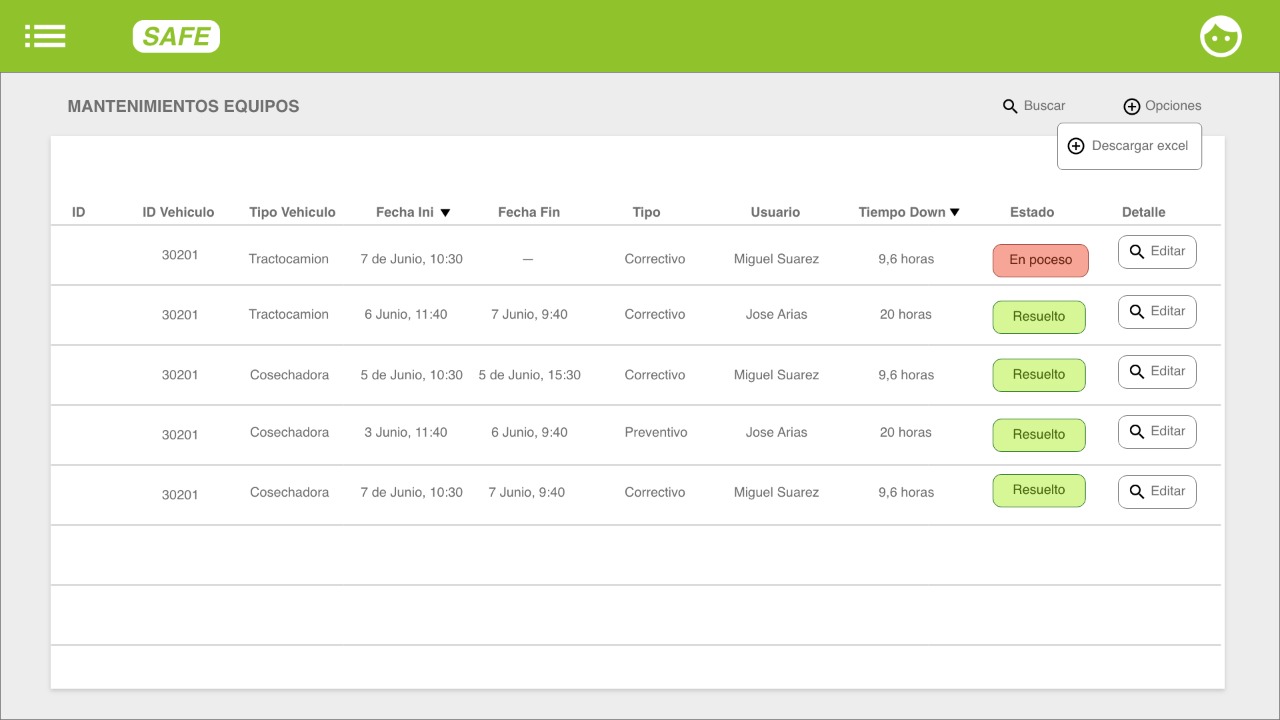 SAFE
MANTENIMIENTOS EQUIPOS Buscar Opciones
Descargar excel
ID ID Vehiculo Tipo Vehiculo Fecha Ini Fecha Fin Tipo Usuario Tiempo Down Estado Detalle
30201 Tractocamion 7 de Junio, 10:30 — Correctivo Miguel Suarez 9,6 horas En poceso Editar
30201 Tractocamion 6 Junio, 11:40 7 Junio, 9:40 Correctivo Jose Arias 20 horas Resuelto Editar
30201 Cosechadora 5 de Junio, 10:30 5 de Junio, 15:30 Correctivo Miguel Suarez 9,6 horas Resuelto Editar
30201 Cosechadora 3 Junio, 11:40 6 Junio, 9:40 Preventivo Jose Arias 20 horas Resuelto Editar
30201 Cosechadora 7 de Junio, 10:30 7 Junio, 9:40 Correctivo Miguel Suarez 9,6 horas Resuelto Editar